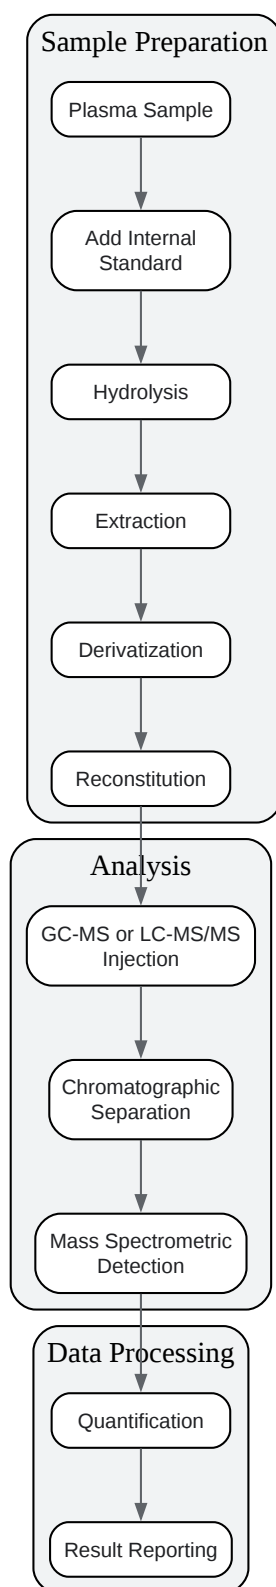 Sample Preparation
Plasma Sample
Add Internal
Standard
Hydrolysis
Extraction
Derivatization
Reconstitution
Analysis
GC-MS or LC-MS/MS
Injection
Chromatographic
Separation
Mass Spectrometric
Detection
Data Processing
Quantification
Result Reporting